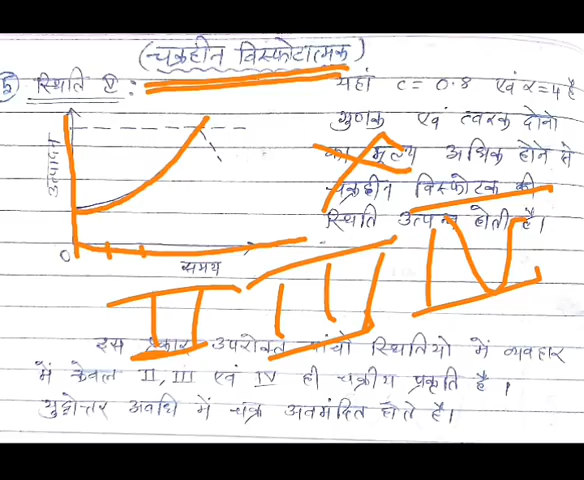 (चक्रहीन विस्फोटात्मक)
5 स्थिति ए :
यहां c = 0.8 एवं r = 4 है
गुणक एवं त्वरक दोनो
का मूल्य अधिक होने से
चक्रहीन विस्फोटक की
स्थिति उत्पन्न होती है।
उत्पादन
0
समय
II III IV
इस प्रकार उपरोक्त पांचो स्थितियो में व्यवहार
में केवल II, III एवं IV ही चक्रीय प्रकृति है।
युद्धोत्तर अवधि में चक्र अवमंदित होते है।